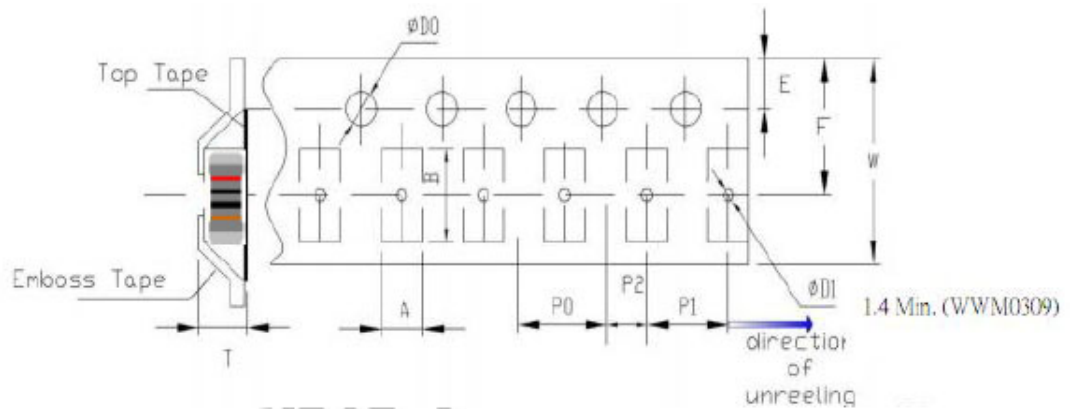 øD0
Top Tape
E
F
W
B
Emboss Tape
A
P0
P2
P1
øD1
1.4 Min. (WWM0309)
T
direction
of
unreeling